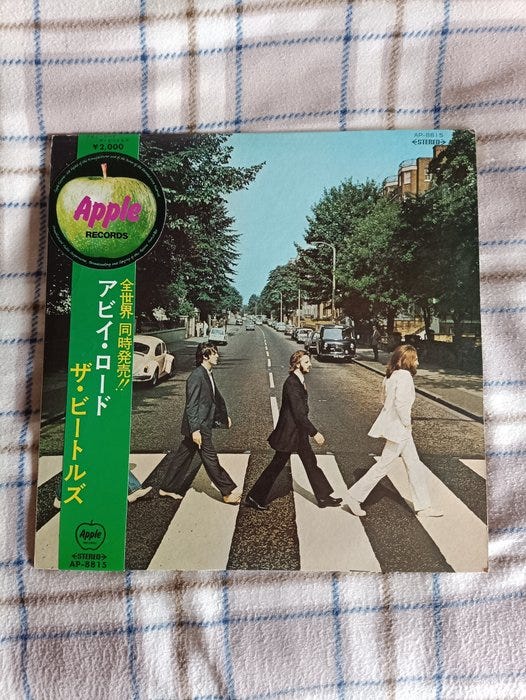 ¥2,000
Apple
RECORDS
全世界 同時発売!!
アビイ・ロード
ザ・ビートルズ
Apple
◄STEREO►
AP-8815
AP-8815
◄STEREO►